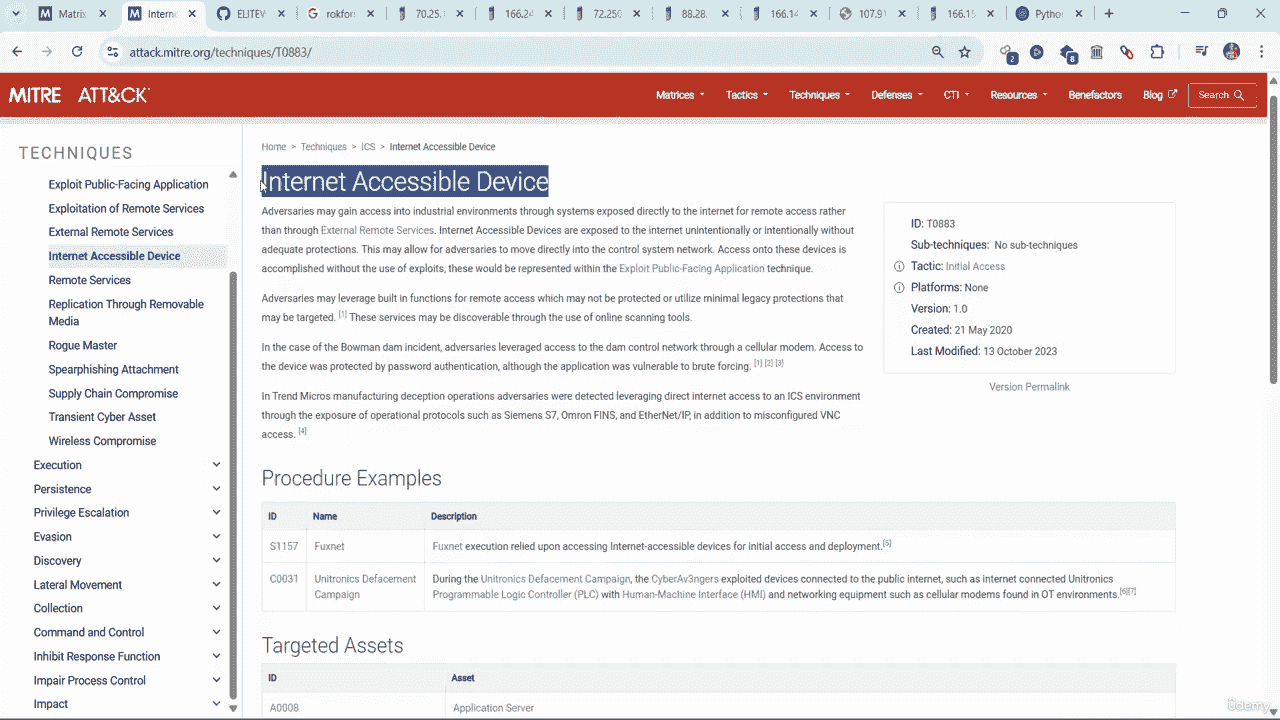 Matrix
Intern
ELITEV
rokfor
70.25.
166.24
72.250
88.28.
166.14
107.91
166.15
Pytho
attack.mitre.org/techniques/T0883/
2
8
MITRE ATT&CK
Matrices
Tactics
Techniques
Defenses
CTI
Resources
Benefactors
Blog
Search
TECHNIQUES
Exploit Public-Facing Application
Exploitation of Remote Services
External Remote Services
Internet Accessible Device
Remote Services
Replication Through Removable
Media
Rogue Master
Spearphishing Attachment
Supply Chain Compromise
Transient Cyber Asset
Wireless Compromise
Execution
Persistence
Privilege Escalation
Evasion
Discovery
Lateral Movement
Collection
Command and Control
Inhibit Response Function
Impair Process Control
Impact
Home > Techniques > ICS > Internet Accessible Device
Internet Accessible Device
Adversaries may gain access into industrial environments through systems exposed directly to the internet for remote access rather
than through External Remote Services. Internet Accessible Devices are exposed to the internet unintentionally or intentionally without
adequate protections. This may allow for adversaries to move directly into the control system network. Access onto these devices is
accomplished without the use of exploits, these would be represented within the Exploit Public-Facing Application technique.
Adversaries may leverage built in functions for remote access which may not be protected or utilize minimal legacy protections that
may be targeted. [1] These services may be discoverable through the use of online scanning tools.
In the case of the Bowman dam incident, adversaries leveraged access to the dam control network through a cellular modem. Access to
the device was protected by password authentication, although the application was vulnerable to brute forcing. [1] [2] [3]
In Trend Micros manufacturing deception operations adversaries were detected leveraging direct internet access to an ICS environment
through the exposure of operational protocols such as Siemens S7, Omron FINS, and EtherNet/IP, in addition to misconfigured VNC
access. [4]
ID: T0883
Sub-techniques: No sub-techniques
Tactic: Initial Access
Platforms: None
Version: 1.0
Created: 21 May 2020
Last Modified: 13 October 2023
Version Permalink
Procedure Examples
ID Name Description
S1157 Fuxnet Fuxnet execution relied upon accessing Internet-accessible devices for initial access and deployment.[5]
C0031 Unitronics Defacement Campaign During the Unitronics Defacement Campaign, the CyberAv3ngers exploited devices connected to the public internet, such as internet connected Unitronics
Programmable Logic Controller (PLC) with Human-Machine Interface (HMI) and networking equipment such as cellular modems found in OT environments.[6][7]
Targeted Assets
ID Asset
A0008 Application Server
ûdemy